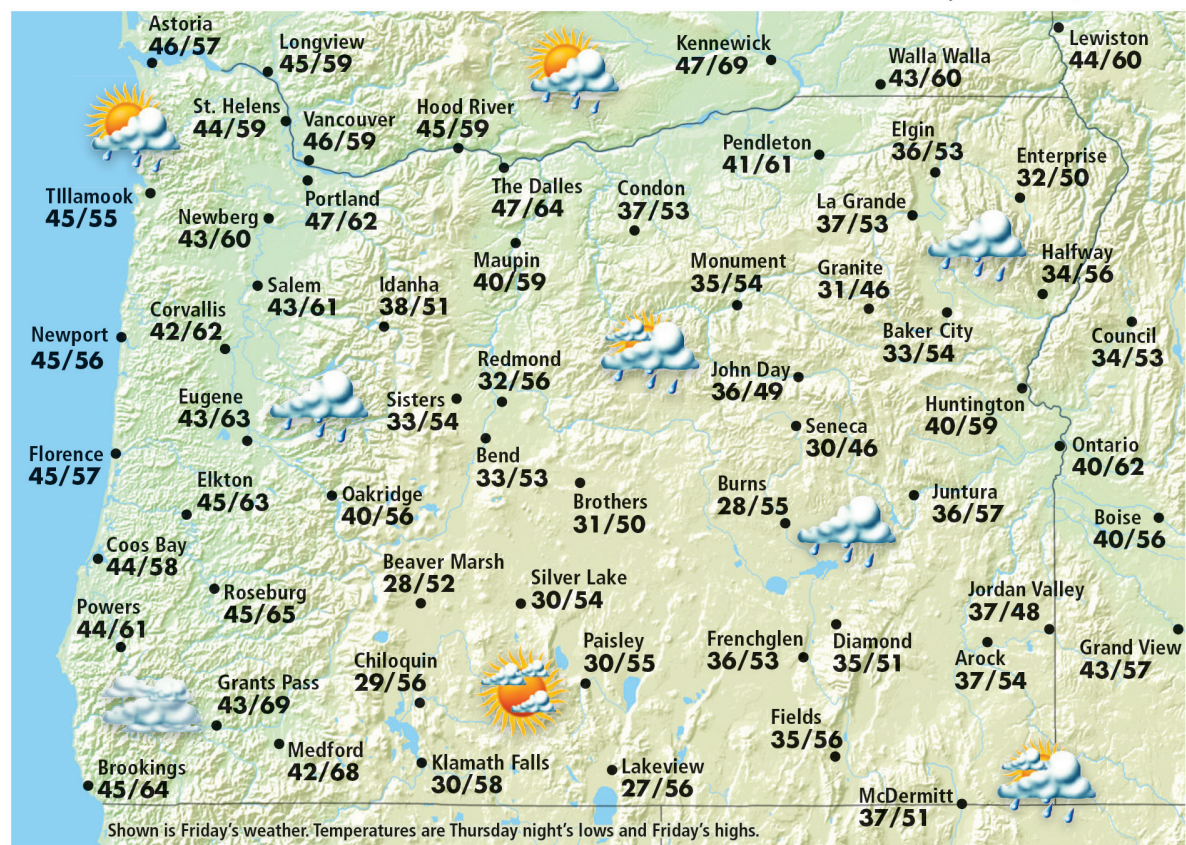 Astoria
46/57
Longview
45/59
Kennewick
47/69
Walla Walla
43/60
Lewiston
44/60
St. Helens
44/59
Vancouver
46/59
Hood River
45/59
Pendleton
41/61
Elgin
36/53
Enterprise
32/50
TIllamook
45/55
Newberg
43/60
Portland
47/62
The Dalles
47/64
Condon
37/53
La Grande
37/53
Maupin
40/59
Monument
35/54
Granite
31/46
Halfway
34/56
Salem
43/61
Idanha
38/51
Corvallis
42/62
Newport
45/56
Baker City
33/54
Council
34/53
Redmond
32/56
John Day
36/49
Eugene
43/63
Sisters
33/54
Huntington
40/59
Seneca
30/46
Ontario
40/62
Florence
45/57
Bend
33/53
Elkton
45/63
Oakridge
40/56
Brothers
31/50
Burns
28/55
Juntura
36/57
Boise
40/56
Coos Bay
44/58
Beaver Marsh
28/52
Silver Lake
30/54
Roseburg
45/65
Jordan Valley
37/48
Powers
44/61
Paisley
30/55
Frenchglen
36/53
Diamond
35/51
Arock
37/54
Grand View
43/57
Chiloquin
29/56
Grants Pass
43/69
Fields
35/56
Medford
42/68
Klamath Falls
30/58
Lakeview
27/56
Brookings
45/64
McDermitt
37/51
Shown is Friday's weather. Temperatures are Thursday night's lows and Friday's highs.